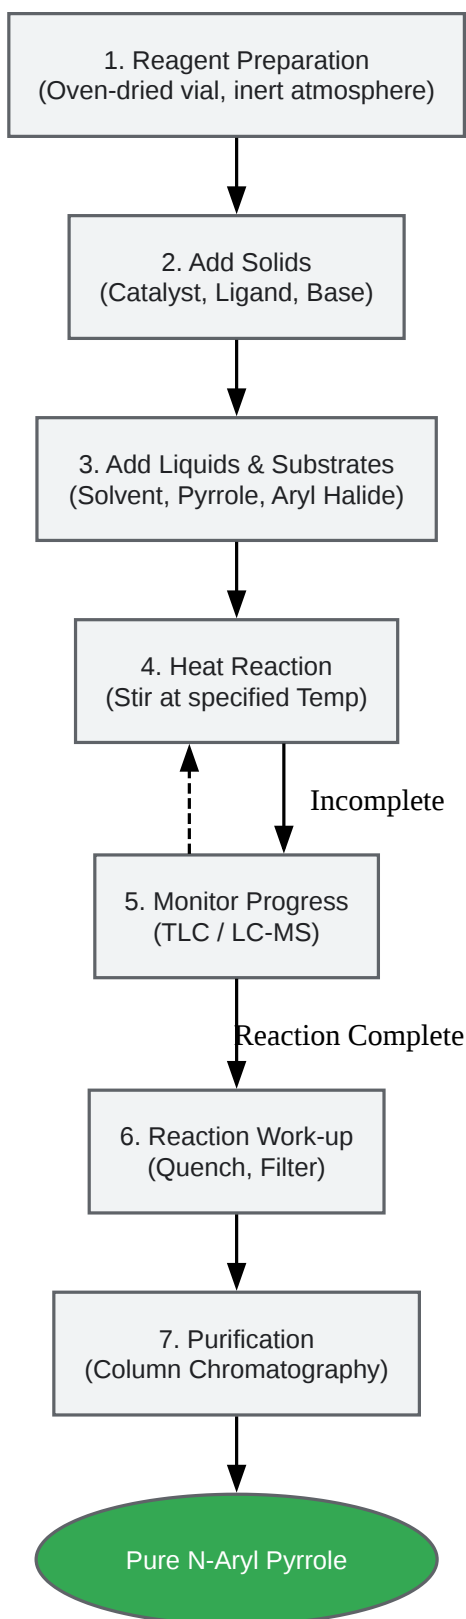 1. Reagent Preparation
(Oven-dried vial, inert atmosphere)
2. Add Solids
(Catalyst, Ligand, Base)
3. Add Liquids & Substrates
(Solvent, Pyrrole, Aryl Halide)
4. Heat Reaction
(Stir at specified Temp)
Incomplete
5. Monitor Progress
(TLC / LC-MS)
Reaction Complete
6. Reaction Work-up
(Quench, Filter)
7. Purification
(Column Chromatography)
Pure N-Aryl Pyrrole